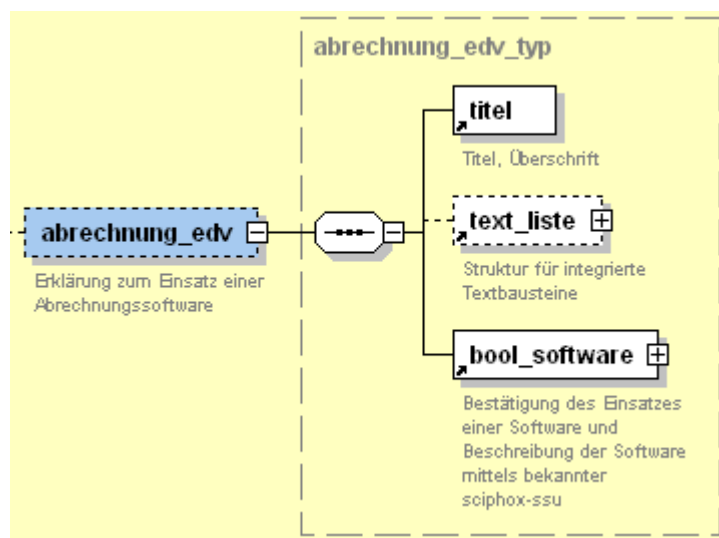 abrechnung_edv_typ
titel
Titel, Überschrift
text_liste
Struktur für integrierte
Textbausteine
abrechnung_edv
Erklärung zum Einsatz einer
Abrechnungssoftware
bool_software
Bestätigung des Einsatzes
einer Software und
Beschreibung der Software
mittels bekannter
sciphox-ssu